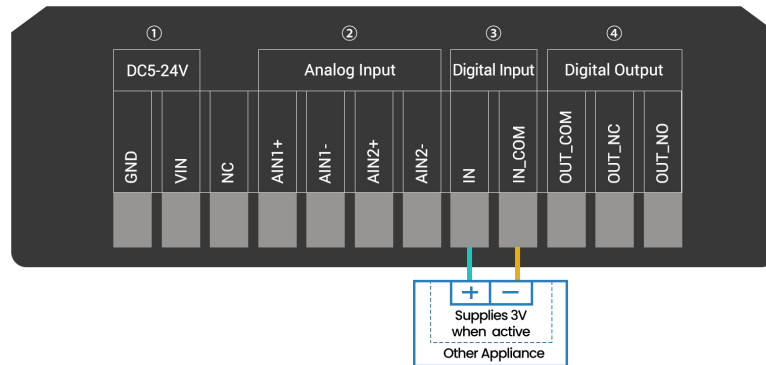 ① ② ③ ④
DC5-24V Analog Input Digital Input Digital Output
GND VIN NC AIN1+ AIN1- AIN2+ AIN2- IN IN_COM OUT_COM OUT_NC OUT_NO
+ −
Supplies 3V
when active
Other Appliance